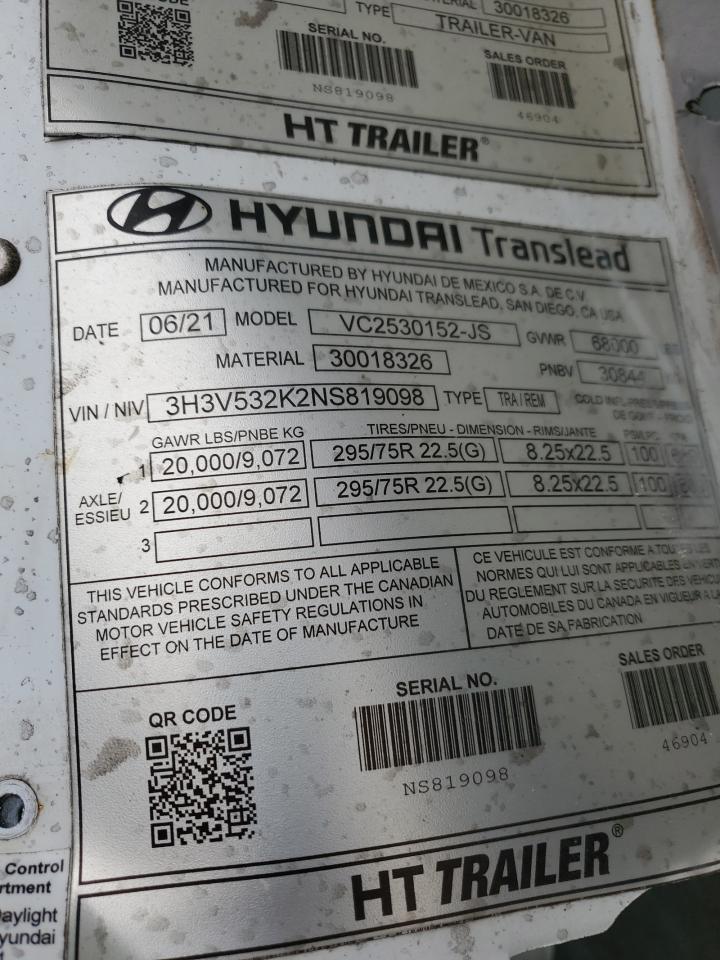 30018326
TYPE TRAILER-VAN
SERIAL NO.
SALES ORDER
NS819098
46904
HT TRAILER®
HYUNDAI Translead
MANUFACTURED BY HYUNDAI DE MEXICO S.A. DE C.V.
MANUFACTURED FOR HYUNDAI TRANSLEAD, SAN DIEGO, CA USA
DATE 06/21 MODEL VC2530152-JS GVWR 68000
MATERIAL 30018326 PNBV 30844
VIN / NIV 3H3V532K2NS819098 TYPE TRA/REM
GAWR LBS/PNBE KG TIRES/PNEU - DIMENSION - RIMS/JANTE
1 20,000/9,072 295/75R 22.5(G) 8.25x22.5 100
AXLE/
ESSIEU
2 20,000/9,072 295/75R 22.5(G) 8.25x22.5 100
3
THIS VEHICLE CONFORMS TO ALL APPLICABLE
STANDARDS PRESCRIBED UNDER THE CANADIAN
MOTOR VEHICLE SAFETY REGULATIONS IN
EFFECT ON THE DATE OF MANUFACTURE
CE VEHICULE EST CONFORME A TOUTES LES
NORMES QUI LUI SONT APPLICABLES EN VERTU
DU REGLEMENT SUR LA SECURITE DES VEHIC
AUTOMOBILES DU CANADA EN VIGUEUR A LA
DATE DE SA FABRICATION
QR CODE
SERIAL NO.
SALES ORDER
NS819098
46904
HT TRAILER®
Control
rtment
Daylight
yundai